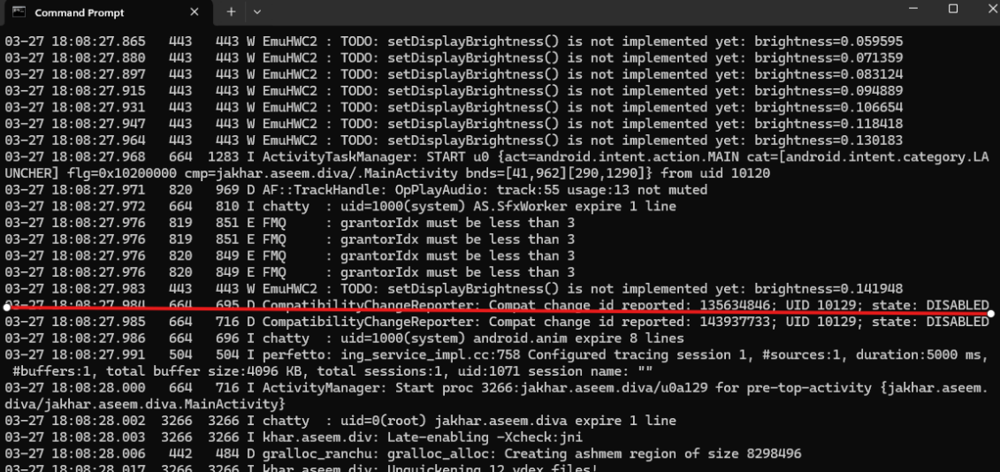 Command Prompt
03-27 18:08:27.865 443 443 W EmuHWC2 : TODO: setDisplayBrightness() is not implemented yet: brightness=0.059595
03-27 18:08:27.880 443 443 W EmuHWC2 : TODO: setDisplayBrightness() is not implemented yet: brightness=0.071359
03-27 18:08:27.897 443 443 W EmuHWC2 : TODO: setDisplayBrightness() is not implemented yet: brightness=0.083124
03-27 18:08:27.915 443 443 W EmuHWC2 : TODO: setDisplayBrightness() is not implemented yet: brightness=0.094889
03-27 18:08:27.931 443 443 W EmuHWC2 : TODO: setDisplayBrightness() is not implemented yet: brightness=0.106654
03-27 18:08:27.947 443 443 W EmuHWC2 : TODO: setDisplayBrightness() is not implemented yet: brightness=0.118418
03-27 18:08:27.964 443 443 W EmuHWC2 : TODO: setDisplayBrightness() is not implemented yet: brightness=0.130183
03-27 18:08:27.968 664 1283 I ActivityTaskManager: START u0 {act=android.intent.action.MAIN cat=[android.intent.category.LA
UNCHER] flg=0x10200000 cmp=jakhar.aseem.diva/.MainActivity bnds=[41,962][290,1290]} from uid 10120
03-27 18:08:27.971 820 969 D AF::TrackHandle: OpPlayAudio: track:55 usage:13 not muted
03-27 18:08:27.972 664 810 I chatty : uid=1000(system) AS.SfxWorker expire 1 line
03-27 18:08:27.976 819 851 E FMQ : grantorIdx must be less than 3
03-27 18:08:27.976 819 851 E FMQ : grantorIdx must be less than 3
03-27 18:08:27.976 820 849 E FMQ : grantorIdx must be less than 3
03-27 18:08:27.976 820 849 E FMQ : grantorIdx must be less than 3
03-27 18:08:27.983 443 443 W EmuHWC2 : TODO: setDisplayBrightness() is not implemented yet: brightness=0.141948
03-27 18:08:27.984 664 695 D CompatibilityChangeReporter: Compat change id reported: 135634846; UID 10129; state: DISABLED
03-27 18:08:27.985 664 716 D CompatibilityChangeReporter: Compat change id reported: 143937733; UID 10129; state: DISABLED
03-27 18:08:27.986 664 696 I chatty : uid=1000(system) android.anim expire 8 lines
03-27 18:08:27.991 504 504 I perfetto: ing_service_impl.cc:758 Configured tracing session 1, #sources:1, duration:5000 ms,
#buffers:1, total buffer size:4096 KB, total sessions:1, uid:1071 session name: ""
03-27 18:08:28.000 664 716 I ActivityManager: Start proc 3266:jakhar.aseem.diva/u0a129 for pre-top-activity {jakhar.aseem.
diva/jakhar.aseem.diva.MainActivity}
03-27 18:08:28.002 3266 3266 I chatty : uid=0(root) jakhar.aseem.diva expire 1 line
03-27 18:08:28.003 3266 3266 I khar.aseem.div: Late-enabling -Xcheck:jni
03-27 18:08:28.006 442 484 D gralloc_ranchu: gralloc_alloc: Creating ashmem region of size 8298496
03-27 18:08:28.017 3266 3266 I khar.aseem.div: Unquickening 12 vdex files!